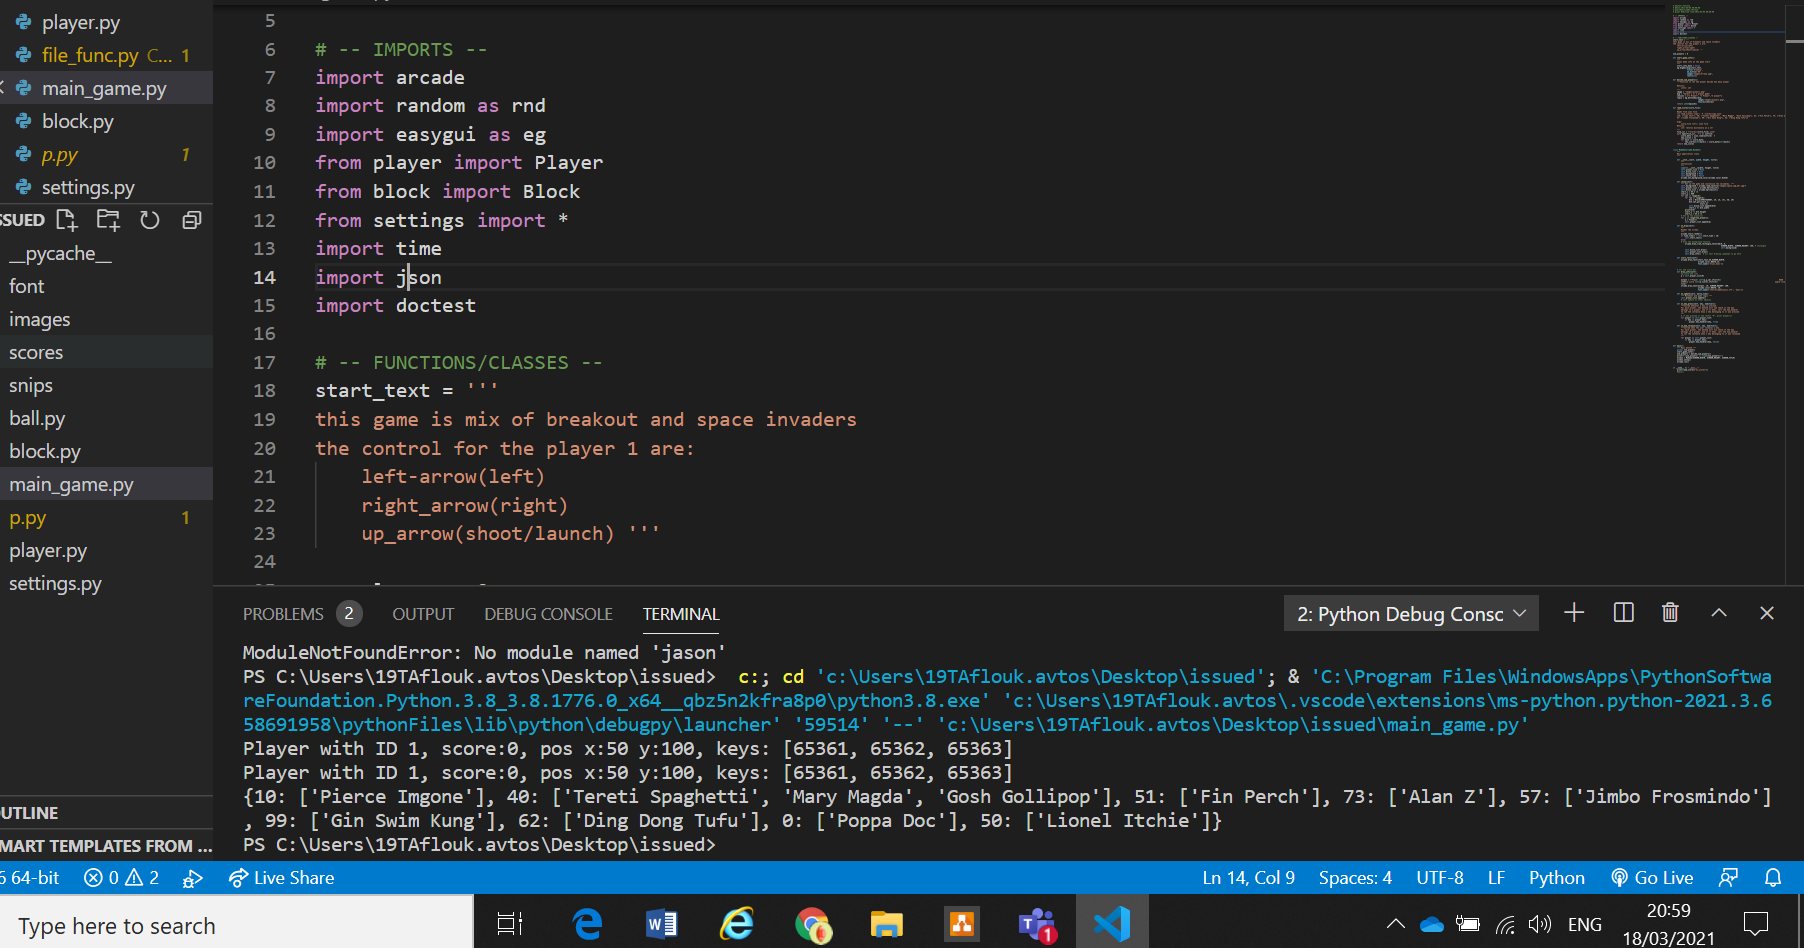 player.py
file_func.py C... 1
main_game.py
block.py
p.py 1
settings.py
SSUED
__pycache__
font
images
scores
snips
ball.py
block.py
main_game.py
p.py 1
player.py
settings.py
OUTLINE
MART TEMPLATES FROM ...
5
6 # -- IMPORTS --
7 import arcade
8 import random as rnd
9 import easygui as eg
10 from player import Player
11 from block import Block
12 from settings import *
13 import time
14 import json
15 import doctest
16
17 # -- FUNCTIONS/CLASSES --
18 start_text = '''
19 this game is mix of breakout and space invaders
20 the control for the player 1 are:
21     left-arrow(left)
22     right_arrow(right)
23     up_arrow(shoot/launch) '''
24
PROBLEMS 2 OUTPUT DEBUG CONSOLE TERMINAL 2: Python Debug Consc
ModuleNotFoundError: No module named 'jason'
PS C:\Users\19TAflouk.avtos\Desktop\issued>  c:; cd 'c:\Users\19TAflouk.avtos\Desktop\issued'; & 'C:\Program Files\WindowsApps\PythonSoftwa
reFoundation.Python.3.8_3.8.1776.0_x64__qbz5n2kfra8p0\python3.8.exe' 'c:\Users\19TAflouk.avtos\.vscode\extensions\ms-python.python-2021.3.6
58691958\pythonFiles\lib\python\debugpy\launcher' '59514' '--' 'c:\Users\19TAflouk.avtos\Desktop\issued\main_game.py'
Player with ID 1, score:0, pos x:50 y:100, keys: [65361, 65362, 65363]
Player with ID 1, score:0, pos x:50 y:100, keys: [65361, 65362, 65363]
{10: ['Pierce Imgone'], 40: ['Tereti Spaghetti', 'Mary Magda', 'Gosh Gollipop'], 51: ['Fin Perch'], 73: ['Alan Z'], 57: ['Jimbo Frosmindo']
, 99: ['Gin Swim Kung'], 62: ['Ding Dong Tufu'], 0: ['Poppa Doc'], 50: ['Lionel Itchie']}
PS C:\Users\19TAflouk.avtos\Desktop\issued>
6 64-bit 0 2 Live Share Ln 14, Col 9 Spaces: 4 UTF-8 LF Python Go Live
Type here to search
1
ENG
20:59
18/03/2021